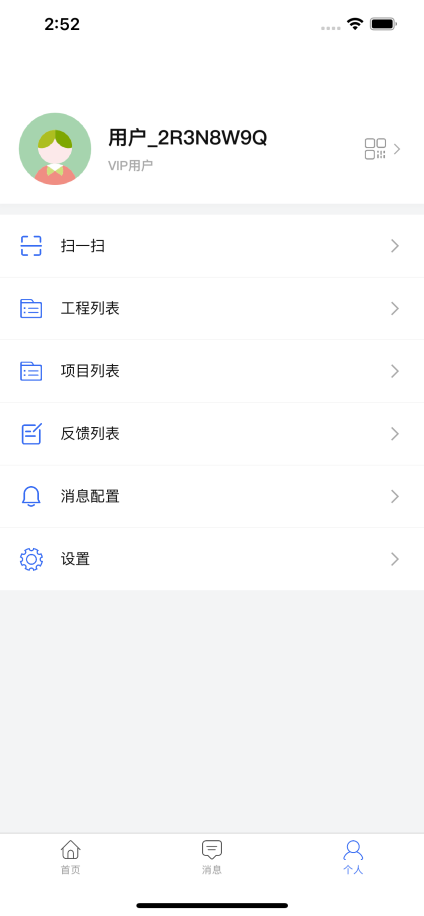 2:52
用户_2R3N8W9Q
VIP用户
扫一扫
工程列表
项目列表
反馈列表
消息配置
设置
首页
消息
个人